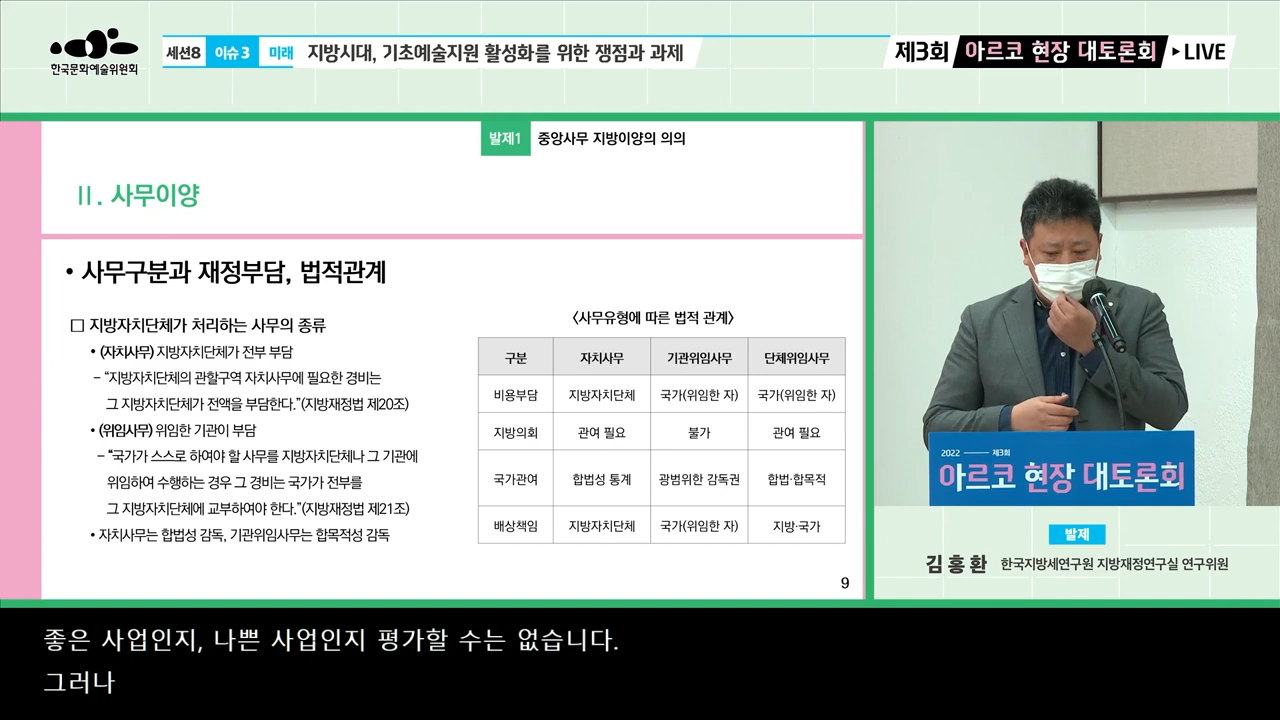 한국문화예술위원회
세션8 이슈 3 미래 지방시대, 기초예술지원 활성화를 위한 쟁점과 과제
제3회 아르코 현장 대토론회 ▶LIVE
발제1 중앙사무 지방이양의 의의
Ⅱ. 사무이양
• 사무구분과 재정부담, 법적관계
□ 지방자치단체가 처리하는 사무의 종류
• (자치사무) 지방자치단체가 전부 부담
– “지방자치단체의 관할구역 자치사무에 필요한 경비는
그 지방자치단체가 전액을 부담한다.”(지방재정법 제20조)
• (위임사무) 위임한 기관이 부담
– “국가가 스스로 하여야 할 사무를 지방자치단체나 그 기관에
위임하여 수행하는 경우 그 경비는 국가가 전부를
그 지방자치단체에 교부하여야 한다.”(지방재정법 제21조)
• 자치사무는 합법성 감독, 기관위임사무는 합목적성 감독
〈사무유형에 따른 법적 관계〉
구분 자치사무 기관위임사무 단체위임사무
비용부담 지방자치단체 국가(위임한 자) 국가(위임한 자)
지방의회 관여 필요 불가 관여 필요
국가관여 합법성 통계 광범위한 감독권 합법·합목적
배상책임 지방자치단체 국가(위임한 자) 지방·국가
9
2022 제3회
아르코 현장 대토론회
발제
김홍환 한국지방세연구원 지방재정연구실 연구위원
좋은 사업인지, 나쁜 사업인지 평가할 수는 없습니다.
그러나